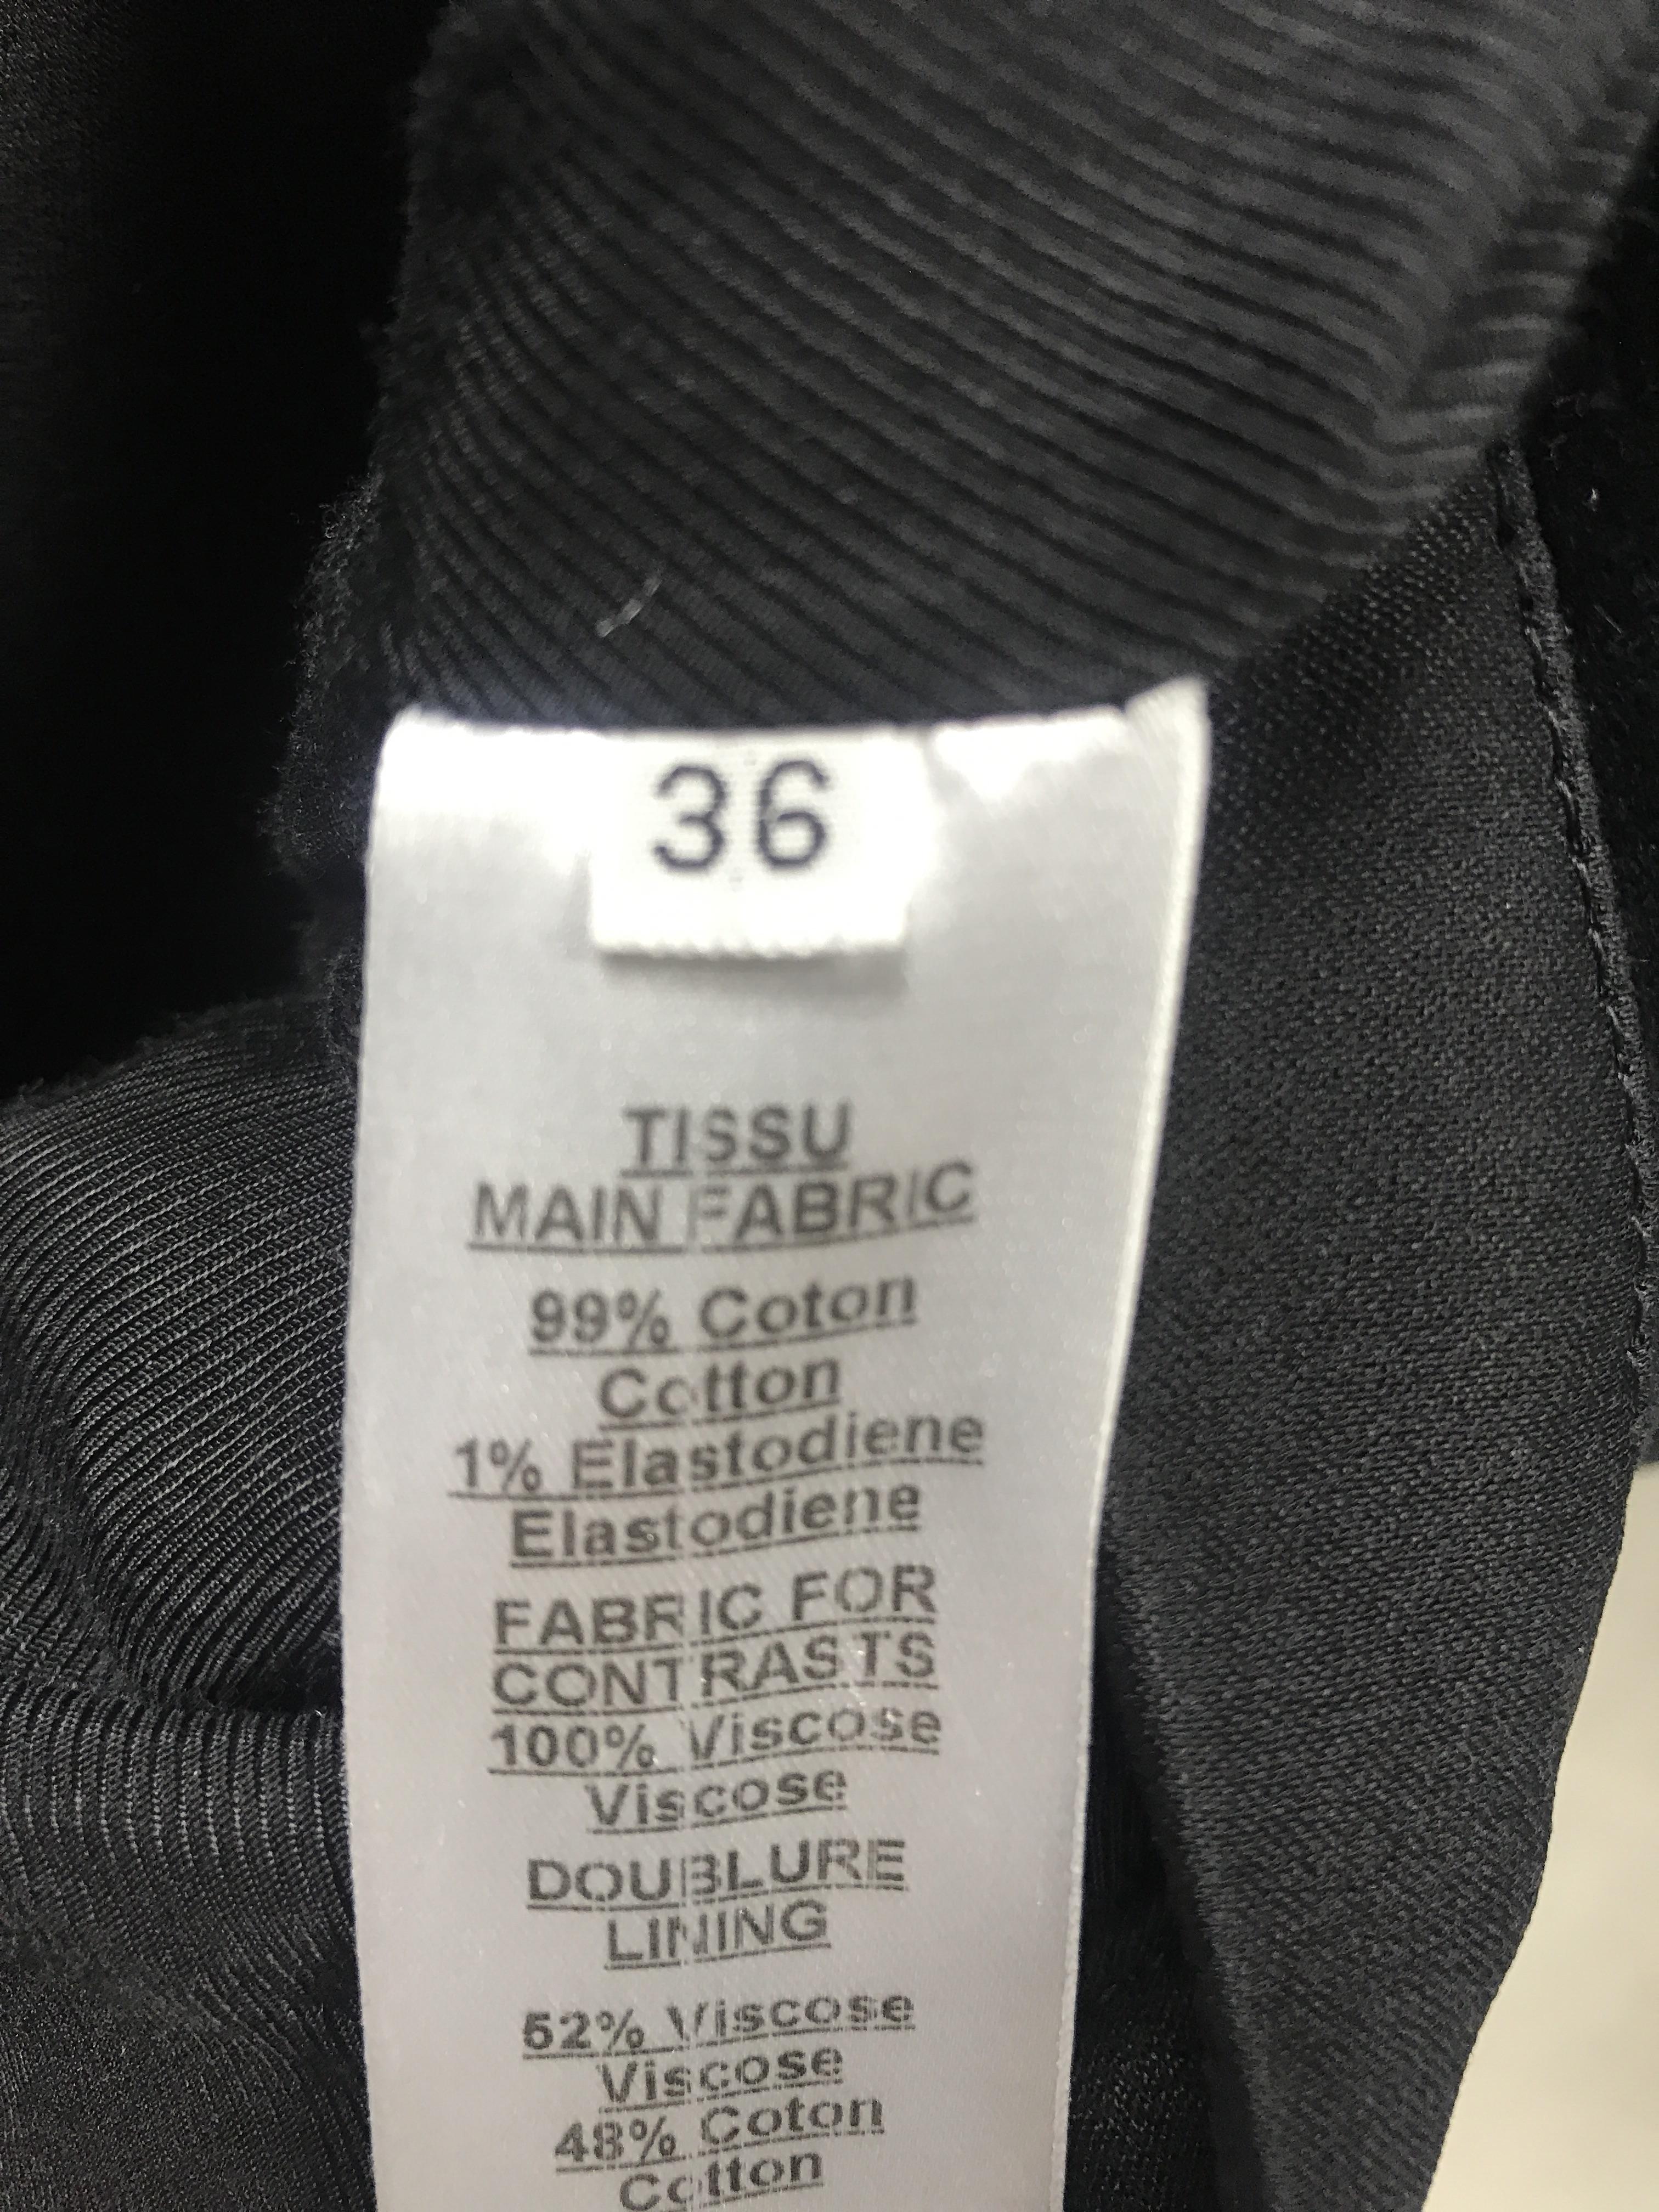 36
TISSU
MAIN FABRIC
99% Coton
Cotton
1% Elastodiene
Elastodiene
FABRIC FOR
CONTRASTS
100% Viscose
Viscose
DOUBLURE
LINING
52% Viscose
Viscose
48% Coton
Cotton